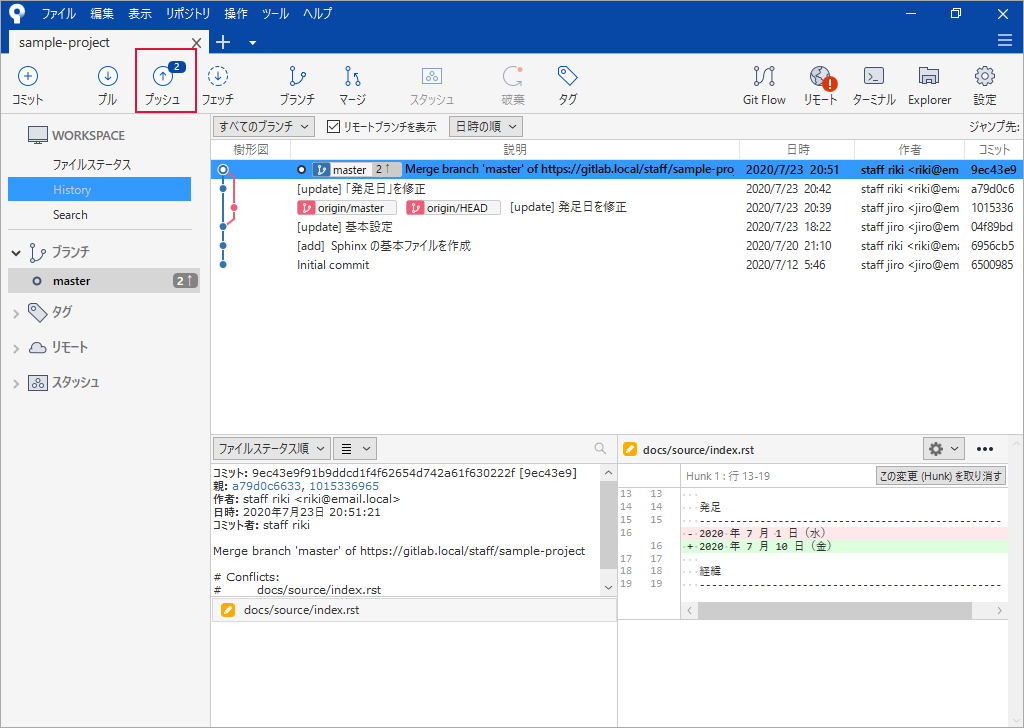 ファイル 編集 表示 リポジトリ 操作 ツール ヘルプ
sample-project
コミット プル 2 プッシュ フェッチ ブランチ マージ スタッシュ 破棄 タグ Git Flow リモート ターミナル Explorer 設定
WORKSPACE
ファイルステータス
History
Search
ブランチ
master 2↑
タグ
リモート
スタッシュ
すべてのブランチ リモートブランチを表示 日時の順 ジャンプ先:
樹形図 説明 日時 作者 コミット
master 2↑ Merge branch 'master' of https://gitlab.local/staff/sample-pro 2020/7/23 20:51 staff riki <riki@em 9ec43e9
[update] 「発足日」を修正 2020/7/23 20:42 staff riki <riki@ema a79d0c6
origin/master origin/HEAD [update] 発足日を修正 2020/7/23 20:39 staff jiro <jiro@em 1015336
[update] 基本設定 2020/7/23 18:22 staff jiro <jiro@em 04f89bd
[add] Sphinx の基本ファイルを作成 2020/7/20 21:10 staff riki <riki@ema 6956cb5
Initial commit 2020/7/12 5:46 staff jiro <jiro@em 6500985
ファイルステータス順
コミット: 9ec43e9f91b9ddcd1f4f62654d742a61f630222f [9ec43e9]
親: a79d0c6633, 1015336965
作者: staff riki <riki@email.local>
日時: 2020年7月23日 20:51:21
コミット者: staff riki
Merge branch 'master' of https://gitlab.local/staff/sample-project
# Conflicts:
# docs/source/index.rst
docs/source/index.rst
docs/source/index.rst
Hunk 1 : 行 13-19 この変更 (Hunk) を取り消す
13 13
14 14 発足
15 15 ----------------------------------------
16 - 2020 年 7 月 1 日 (水)
16 + 2020 年 7 月 10 日 (金)
17 17
18 18 経緯
19 19 ----------------------------------------